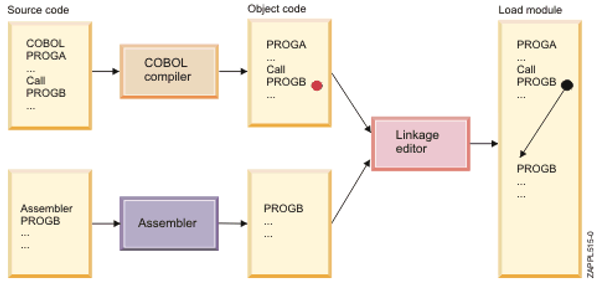 Source code
Object code
Load module
COBOL
PROGA
...
Call
PROGB
...
COBOL
compiler
PROGA
...
Call
PROGB
...
Linkage
editor
PROGA
...
Call
PROGB
...
PROGB
...
...
Assembler
PROGB
...
...
Assembler
PROGB
...
...
ZAPPL515-0